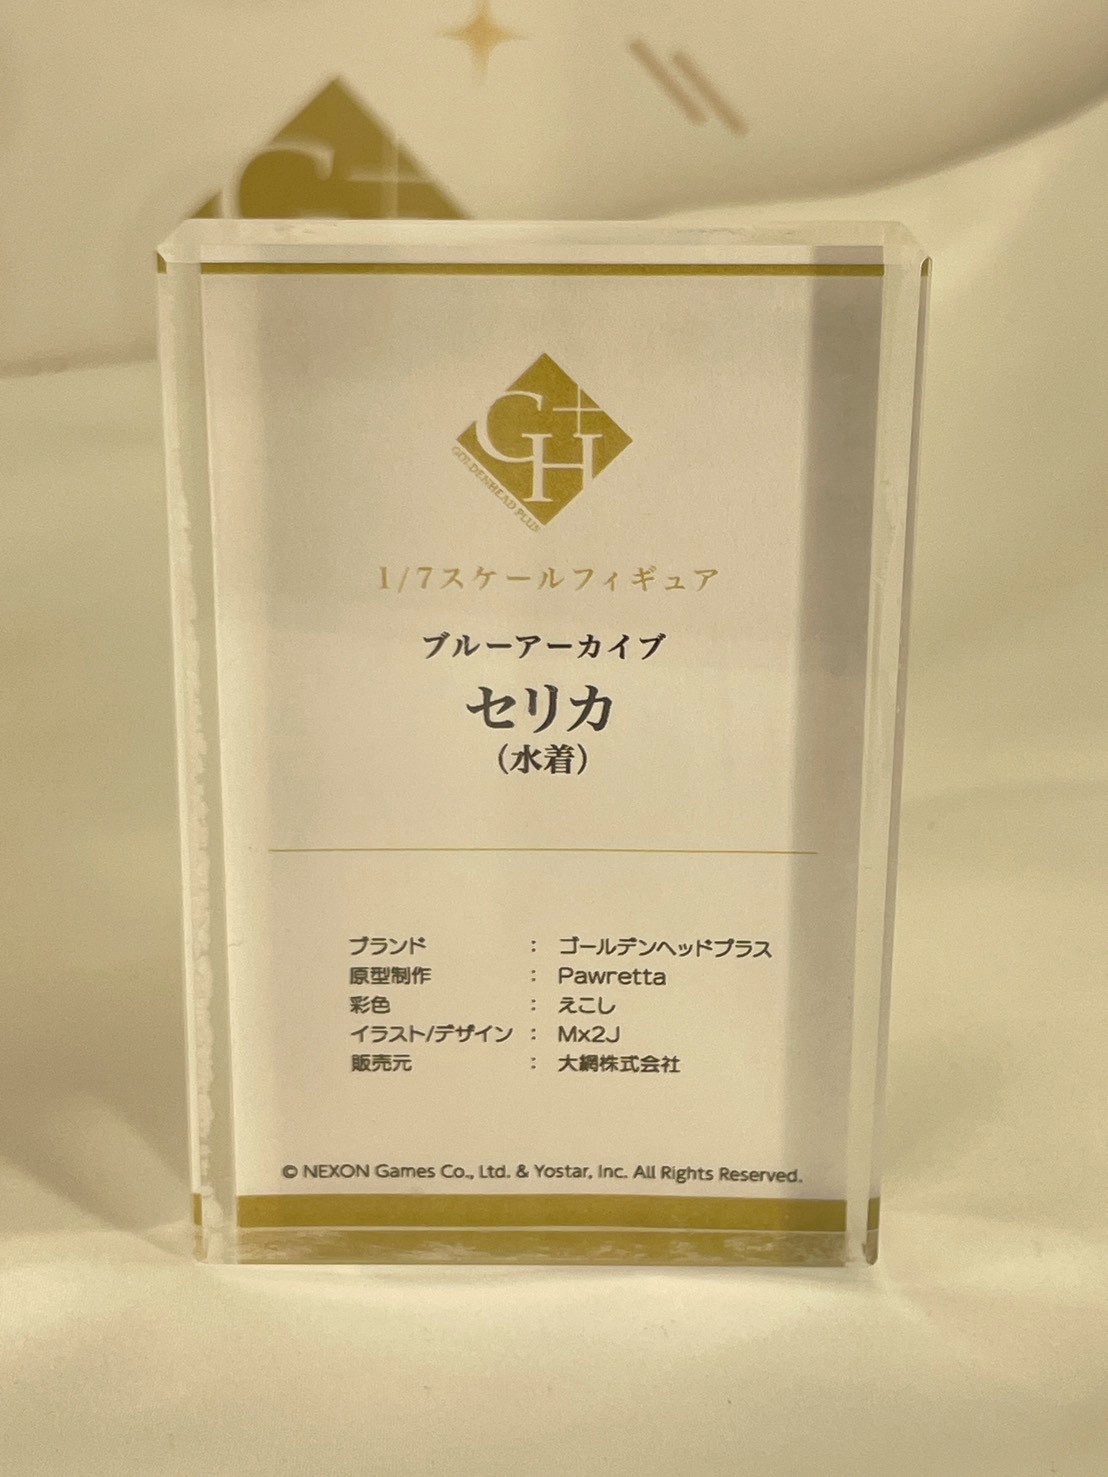 GH+
GOLDENHEAD PLUS
1/7スケールフィギュア
ブルーアーカイブ
セリカ
（水着）
ブランド : ゴールデンヘッドプラス
原型制作 : Pawretta
彩色 : えこし
イラスト/デザイン : Mx2J
販売元 : 大網株式会社
© NEXON Games Co., Ltd. & Yostar, Inc. All Rights Reserved.